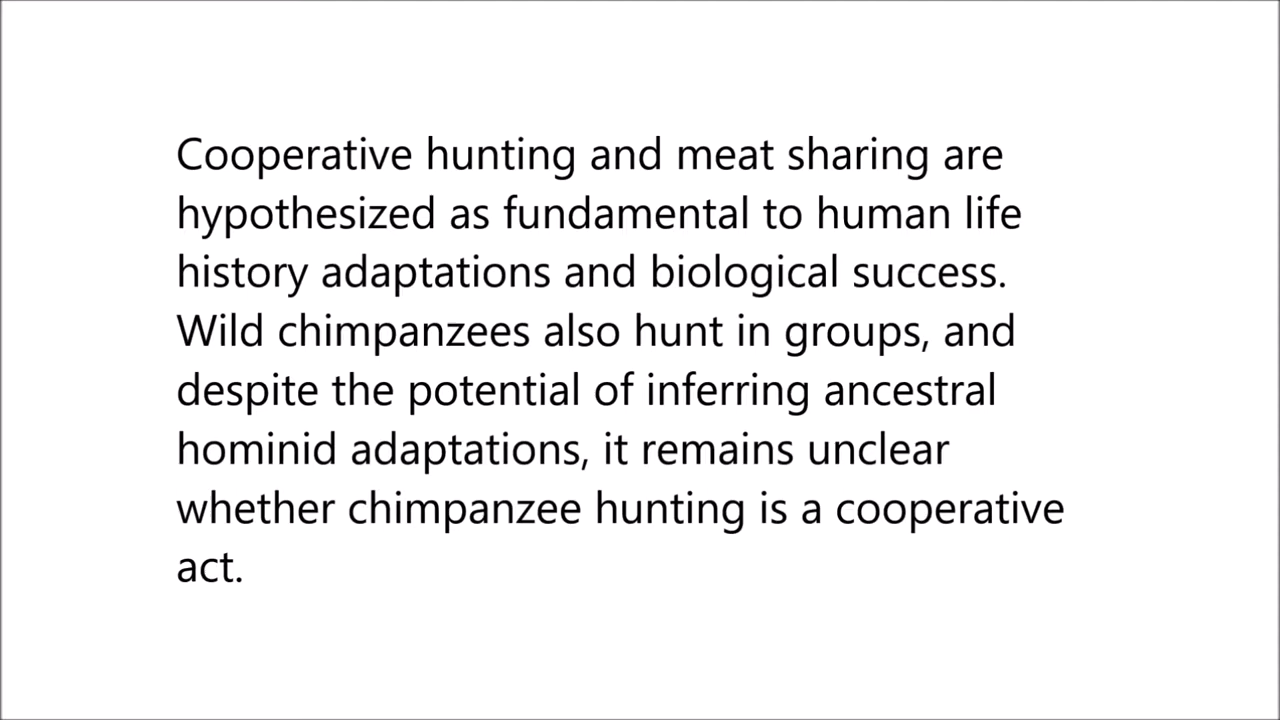 Cooperative hunting and meat sharing are
hypothesized as fundamental to human life
history adaptations and biological success.
Wild chimpanzees also hunt in groups, and
despite the potential of inferring ancestral
hominid adaptations, it remains unclear
whether chimpanzee hunting is a cooperative
act.